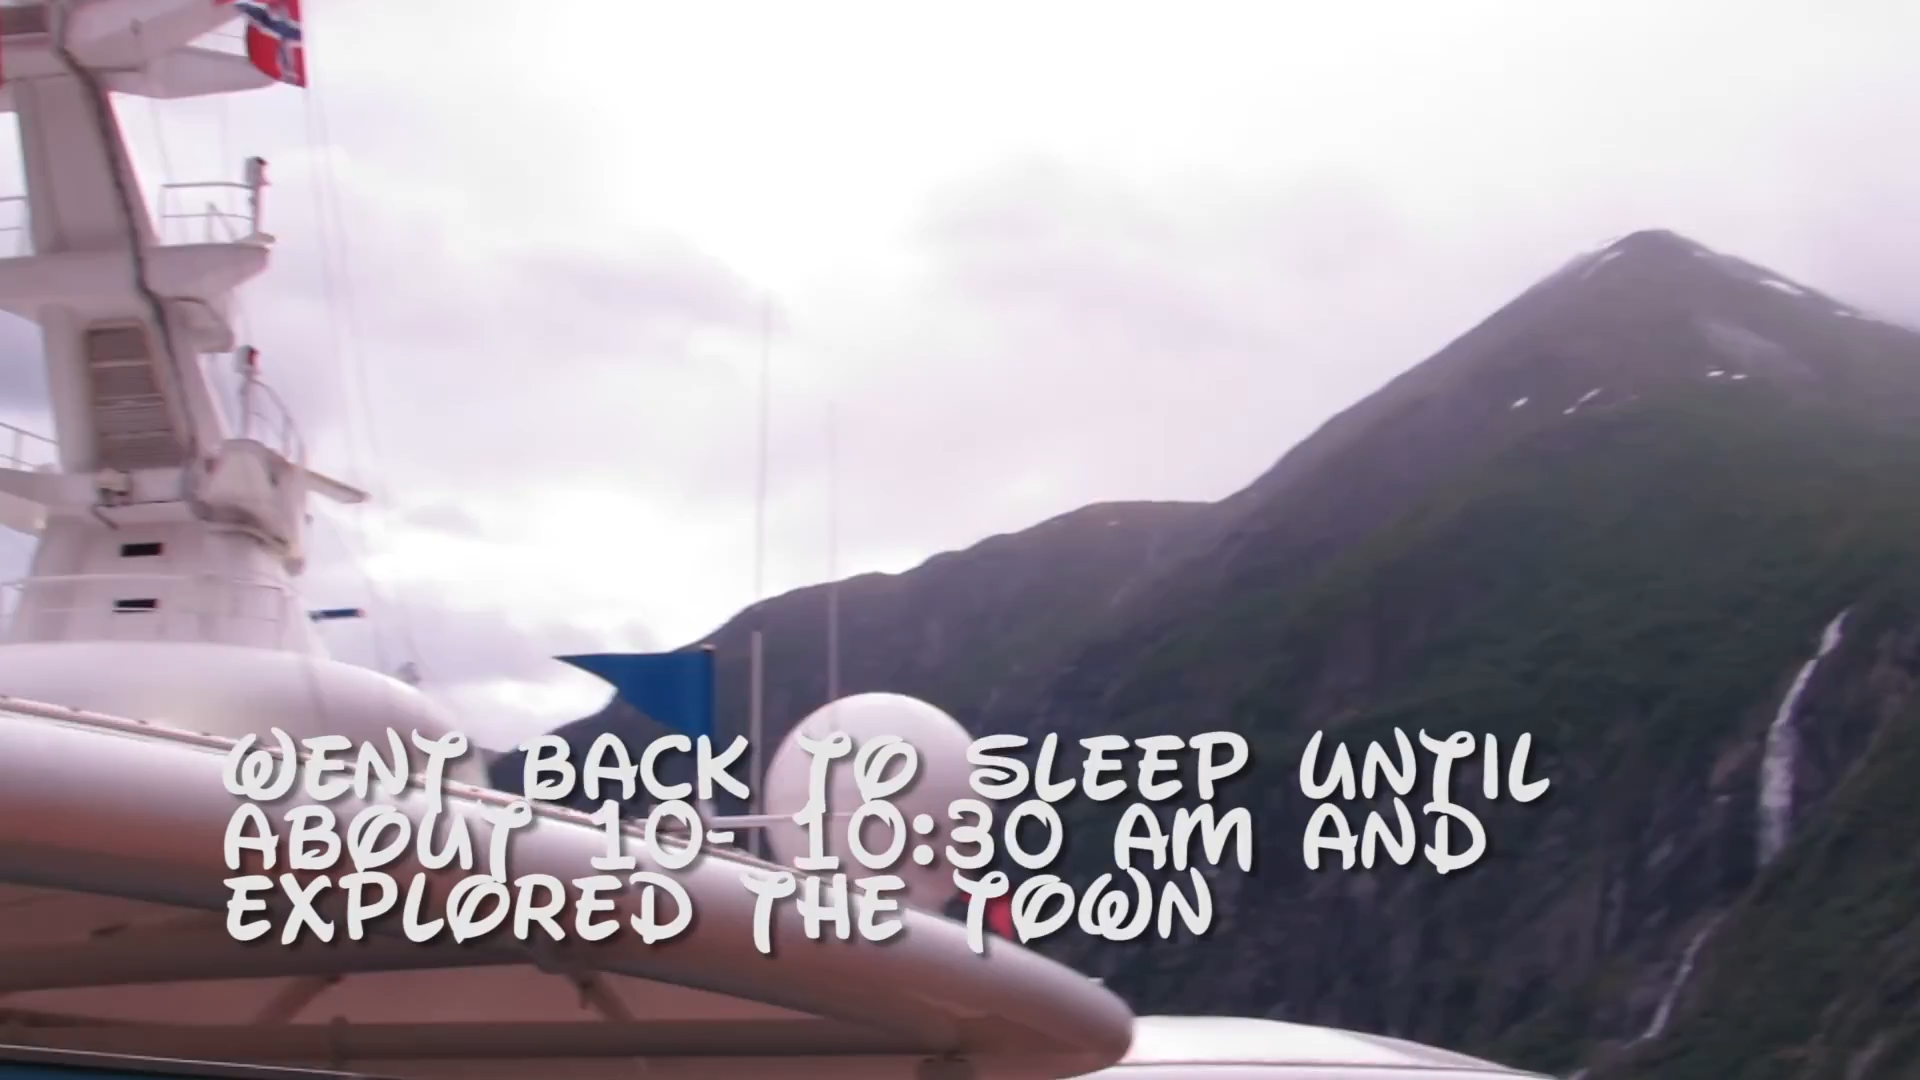 WENT BACK TO SLEEP UNTIL
ABOUT 10- 10:30 AM AND
EXPLORED THE TOWN